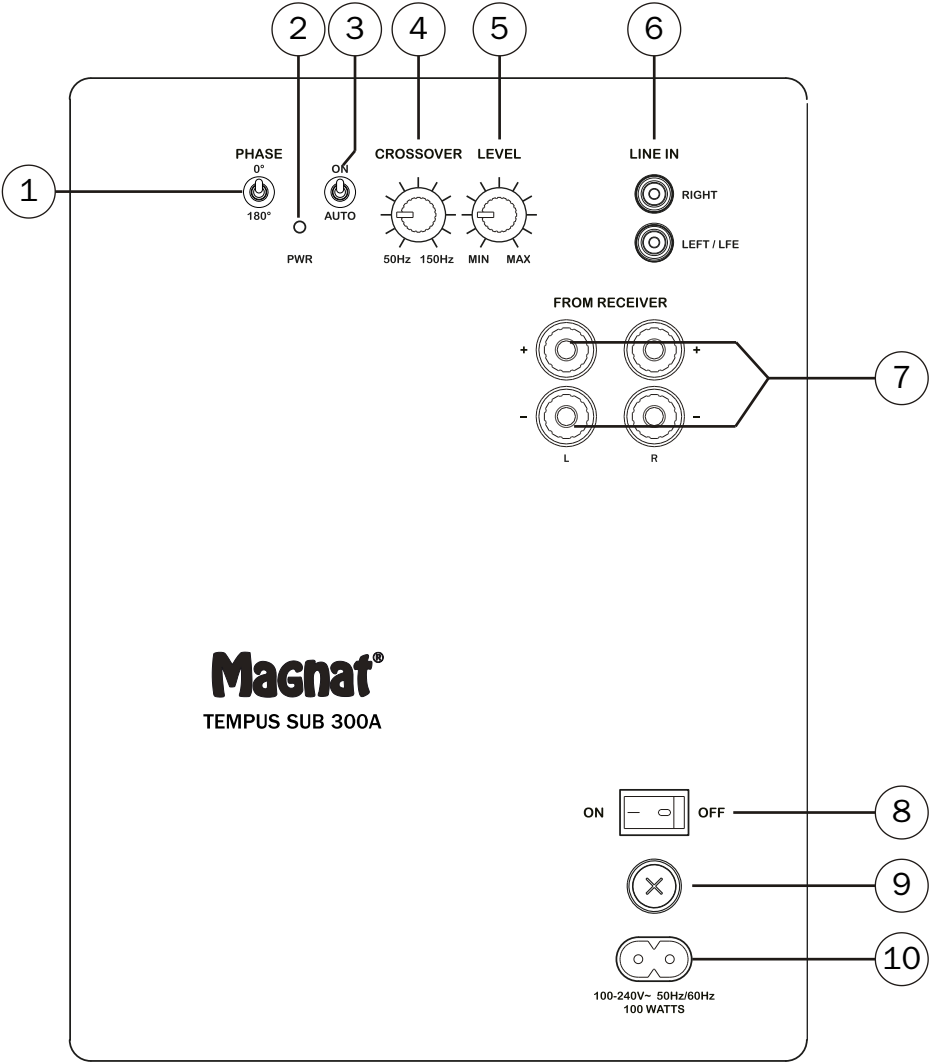 2 3 4 5 6
PHASE
0°
180°
1
PWR
ON
AUTO
CROSSOVER
50Hz 150Hz
LEVEL
MIN MAX
LINE IN
RIGHT
LEFT / LFE
FROM RECEIVER
+ +
7
– –
L R
Magnat®
TEMPUS SUB 300A
ON OFF
8
9
10
100-240V~ 50Hz/60Hz
100 WATTS